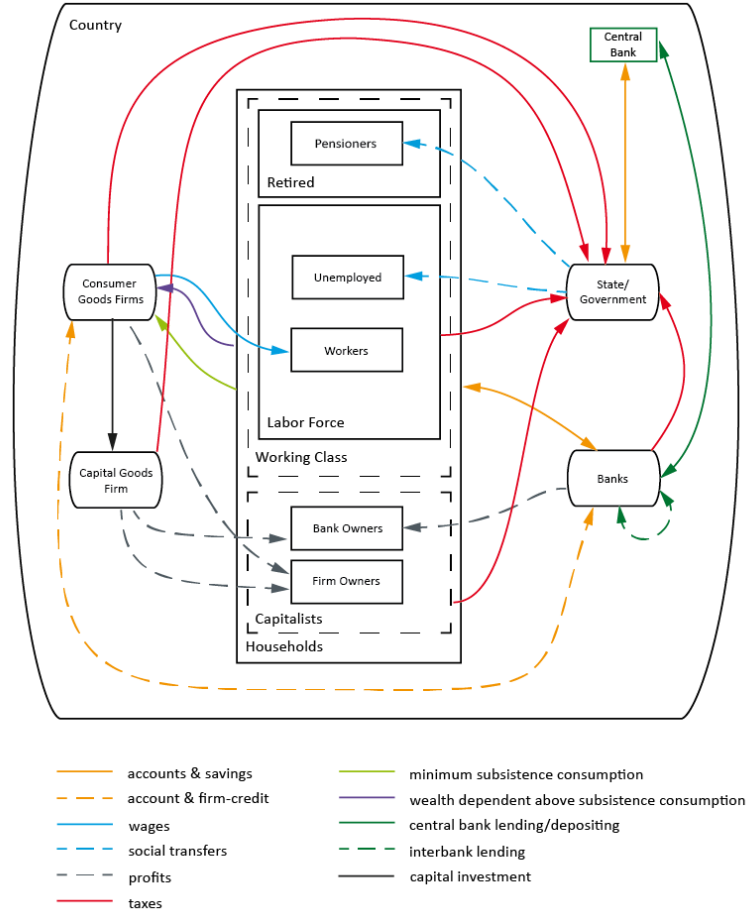 Country
Central
Bank
Pensioners
Retired
Consumer
Goods Firms
Unemployed
State/
Government
Workers
Labor Force
Working Class
Capital Goods
Firm
Banks
Bank Owners
Firm Owners
Capitalists
Households
accounts & savings
account & firm-credit
wages
social transfers
profits
taxes
minimum subsistence consumption
wealth dependent above subsistence consumption
central bank lending/depositing
interbank lending
capital investment